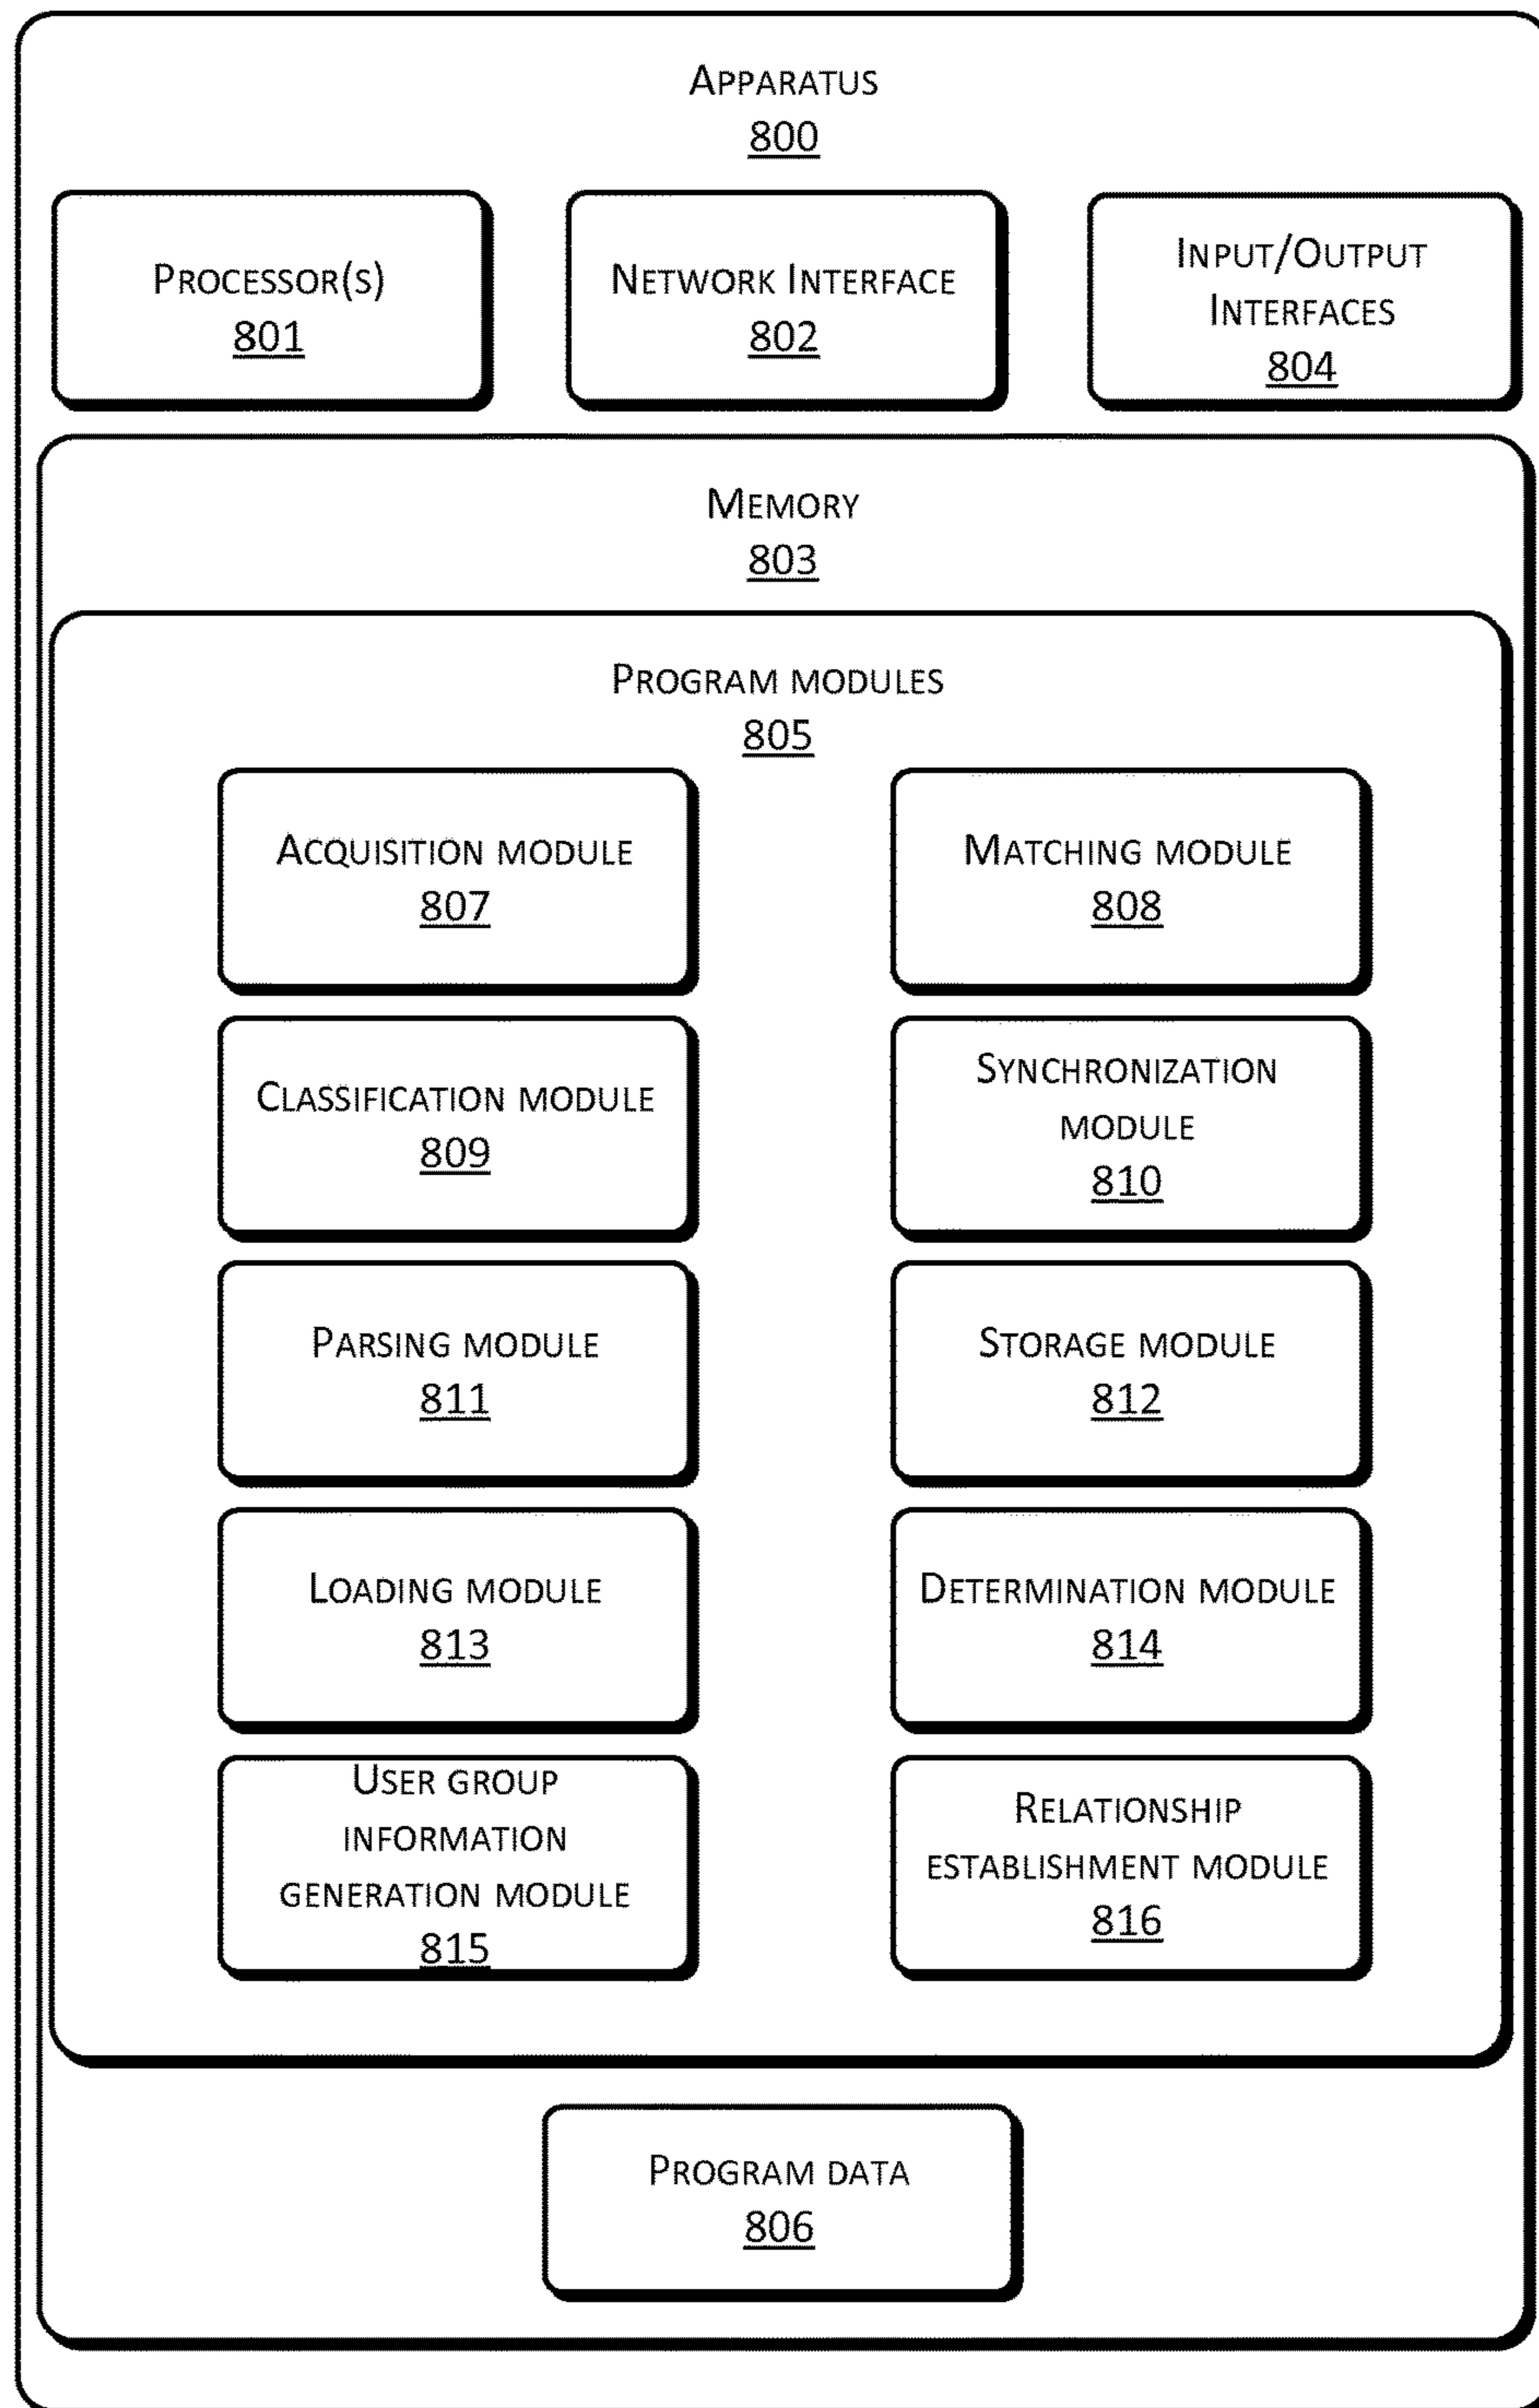 APPARATUS
800
PROCESSOR(S)
801
NETWORK INTERFACE
802
INPUT/OUTPUT
INTERFACES
804
MEMORY
803
PROGRAM MODULES
805
ACQUISITION MODULE
807
MATCHING MODULE
808
CLASSIFICATION MODULE
809
SYNCHRONIZATION
MODULE
810
PARSING MODULE
811
STORAGE MODULE
812
LOADING MODULE
813
DETERMINATION MODULE
814
USER GROUP
INFORMATION
GENERATION MODULE
815
RELATIONSHIP
ESTABLISHMENT MODULE
816
PROGRAM DATA
806